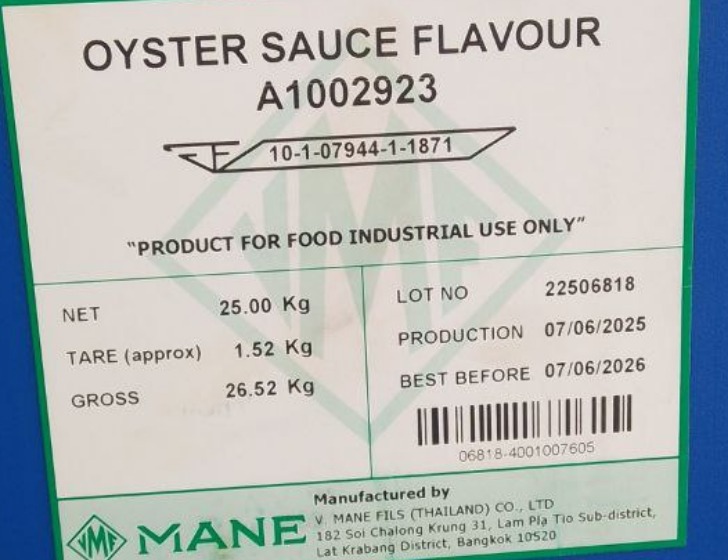 OYSTER SAUCE FLAVOUR
A1002923
10-1-07944-1-1871
"PRODUCT FOR FOOD INDUSTRIAL USE ONLY"
NET 25.00 Kg
TARE (approx) 1.52 Kg
GROSS 26.52 Kg
LOT NO 22506818
PRODUCTION 07/06/2025
BEST BEFORE 07/06/2026
06818-4001007605
VMF MANE
Manufactured by
V. MANE FILS (THAILAND) CO., LTD
182 Soi Chalong Krung 31, Lam Pla Tio Sub-district,
Lat Krabang District, Bangkok 10520